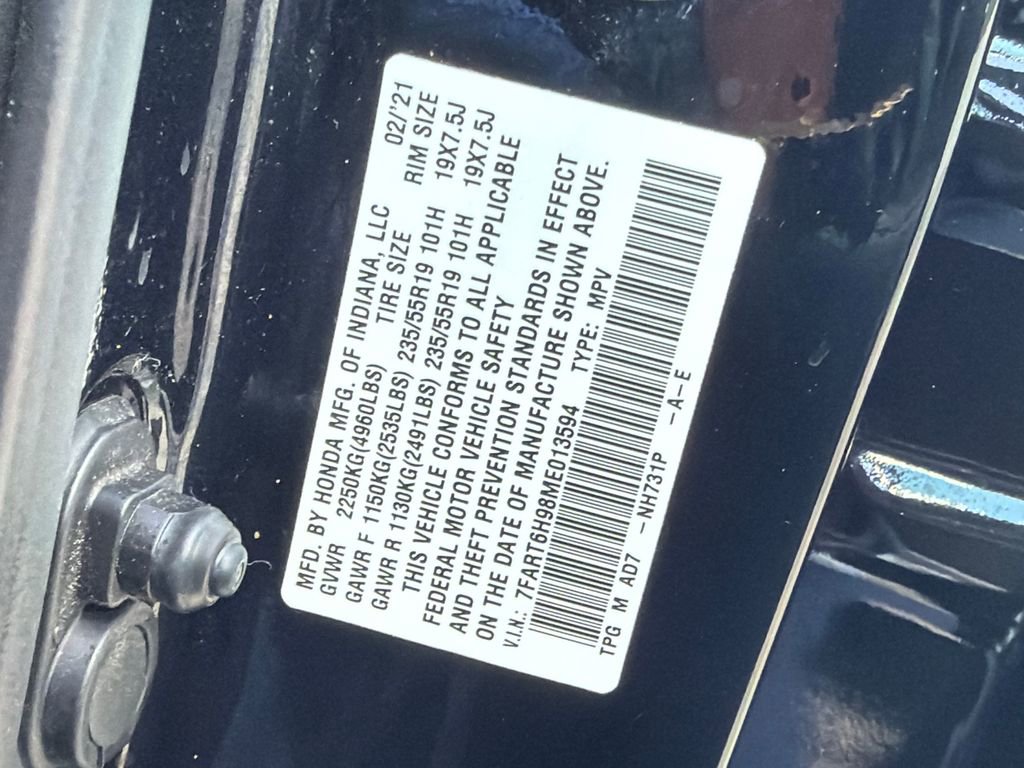 MFD. BY HONDA MFG. OF INDIANA, LLC 02/'21
GVWR 2250KG(4960LBS) TIRE SIZE RIM SIZE
GAWR F 1150KG(2535LBS) 235/55R19 101H 19X7.5J
GAWR R 1130KG(2491LBS) 235/55R19 101H 19X7.5J
THIS VEHICLE CONFORMS TO ALL APPLICABLE
FEDERAL MOTOR VEHICLE SAFETY
AND THEFT PREVENTION STANDARDS IN EFFECT
ON THE DATE OF MANUFACTURE SHOWN ABOVE.
V.I.N.: 7FART6H98ME013594 TYPE: MPV
TPG M AD7 -NH731P -A-E